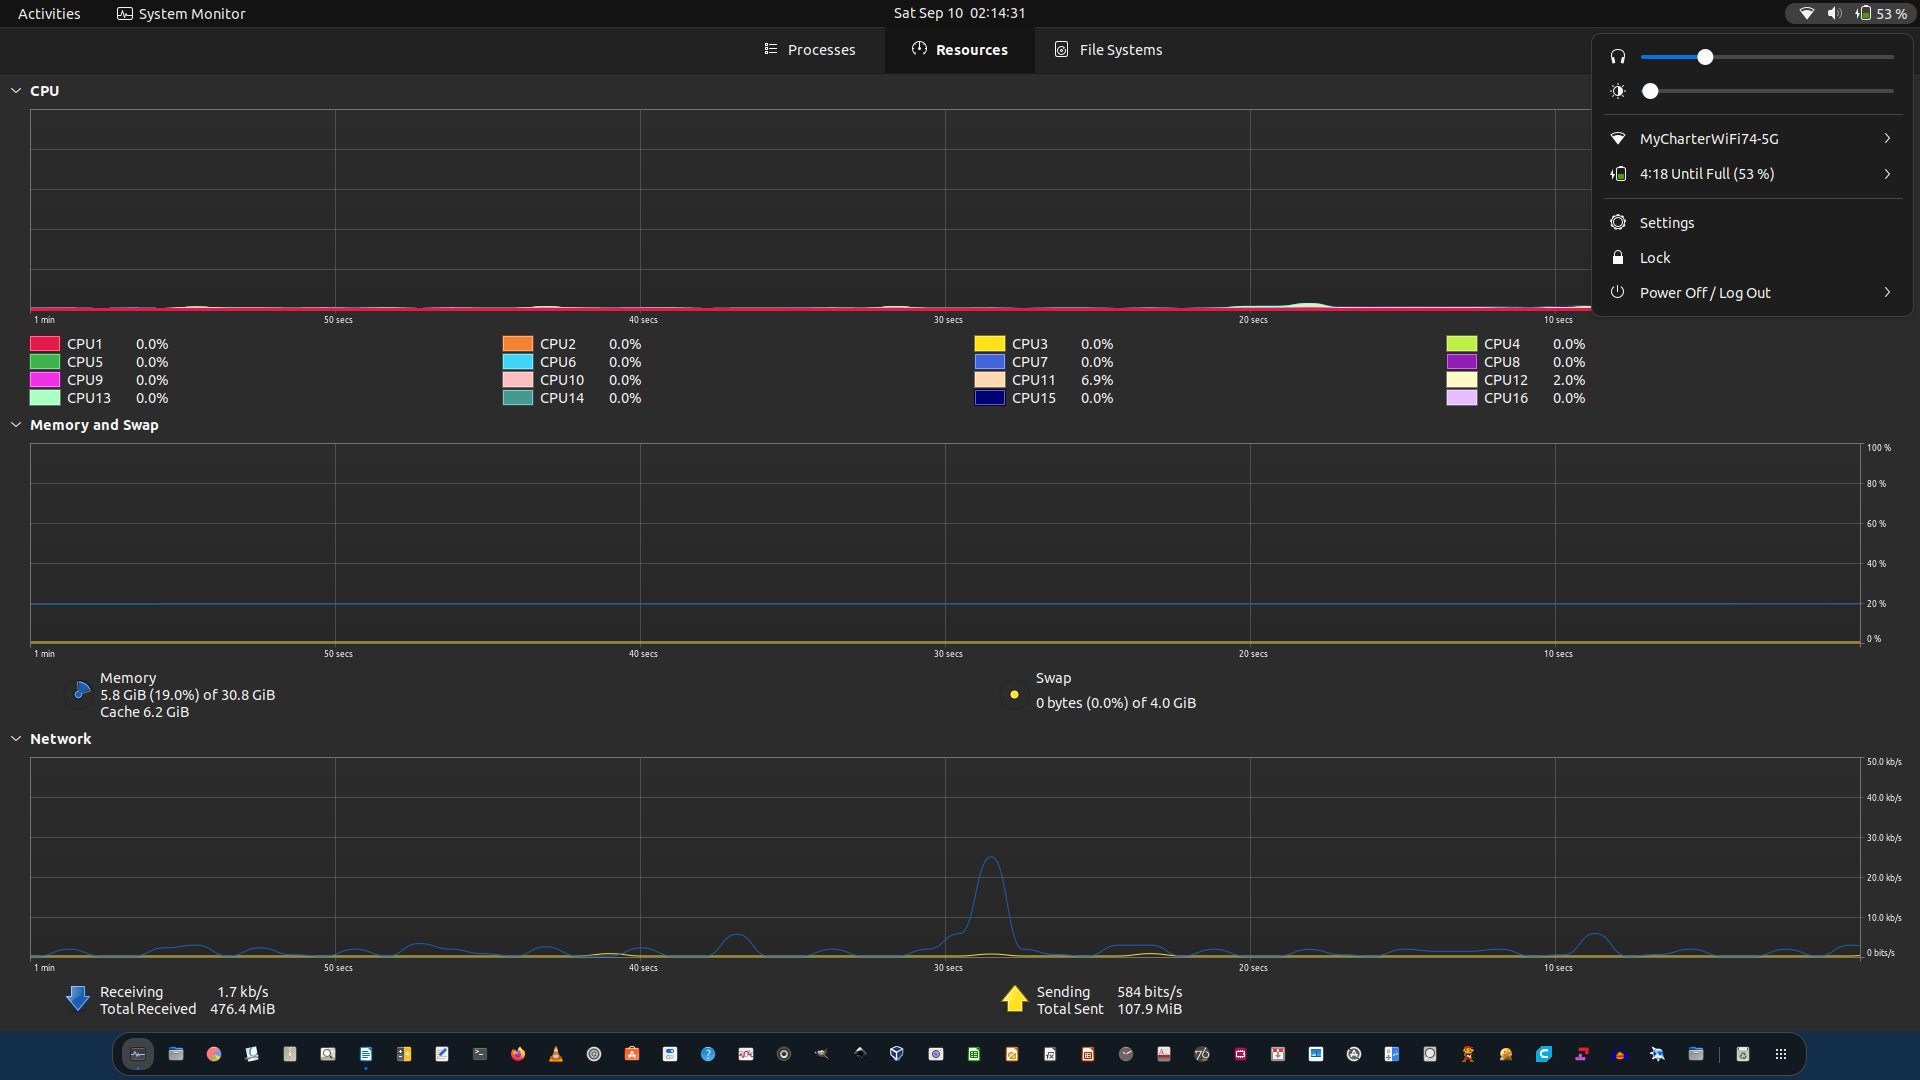 Activities
System Monitor
Sat Sep 10  02:14:31
53 %
Processes
Resources
File Systems
MyCharterWiFi74-5G
4:18 Until Full (53 %)
Settings
Lock
Power Off / Log Out
CPU
1 min
50 secs
40 secs
30 secs
20 secs
10 secs
CPU1 0.0%
CPU2 0.0%
CPU3 0.0%
CPU4 0.0%
CPU5 0.0%
CPU6 0.0%
CPU7 0.0%
CPU8 0.0%
CPU9 0.0%
CPU10 0.0%
CPU11 6.9%
CPU12 2.0%
CPU13 0.0%
CPU14 0.0%
CPU15 0.0%
CPU16 0.0%
Memory and Swap
100 %
80 %
60 %
40 %
20 %
0 %
1 min
50 secs
40 secs
30 secs
20 secs
10 secs
Memory
5.8 GiB (19.0%) of 30.8 GiB
Cache 6.2 GiB
Swap
0 bytes (0.0%) of 4.0 GiB
Network
50.0 kb/s
40.0 kb/s
30.0 kb/s
20.0 kb/s
10.0 kb/s
0 bits/s
1 min
50 secs
40 secs
30 secs
20 secs
10 secs
Receiving 1.7 kb/s
Total Received 476.4 MiB
Sending 584 bits/s
Total Sent 107.9 MiB
76